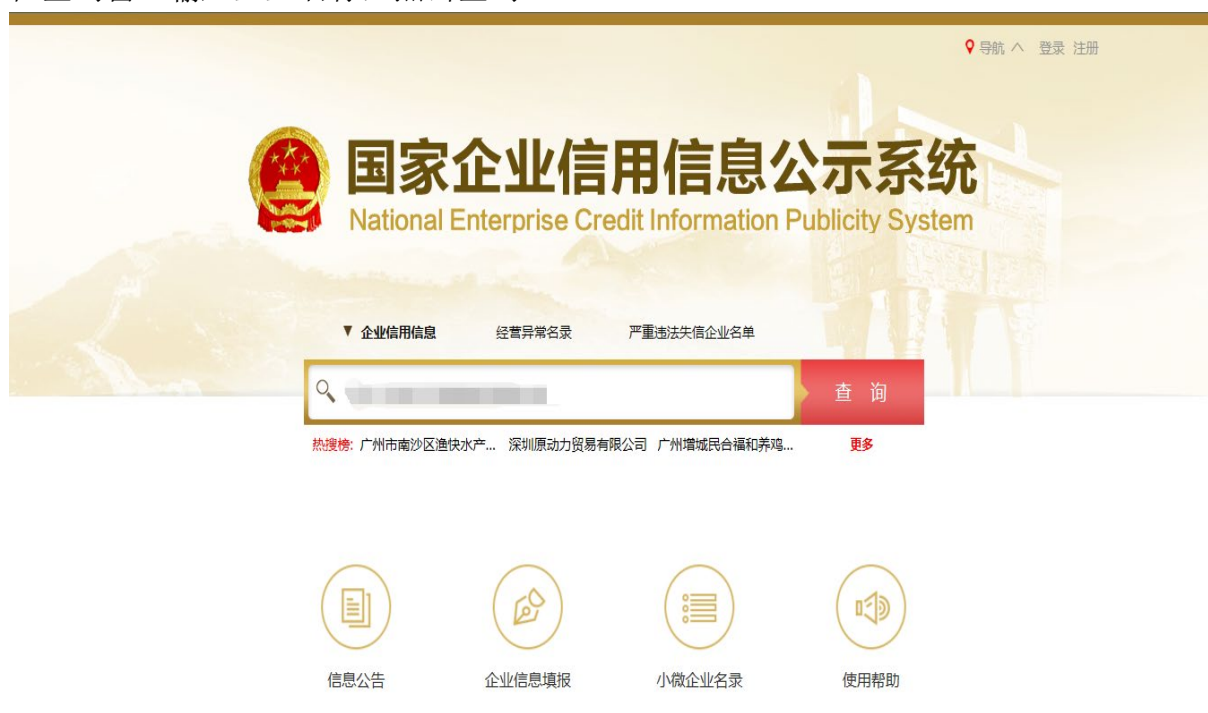 导航 登录 注册
国家企业信用信息公示系统
National Enterprise Credit Information Publicity System
企业信用信息 经营异常名录 严重违法失信企业名单
查 询
热搜榜: 广州市南沙区渔快水产... 深圳原动力贸易有限公司 广州增城民合福和养鸡... 更多
信息公告 企业信息填报 小微企业名录 使用帮助